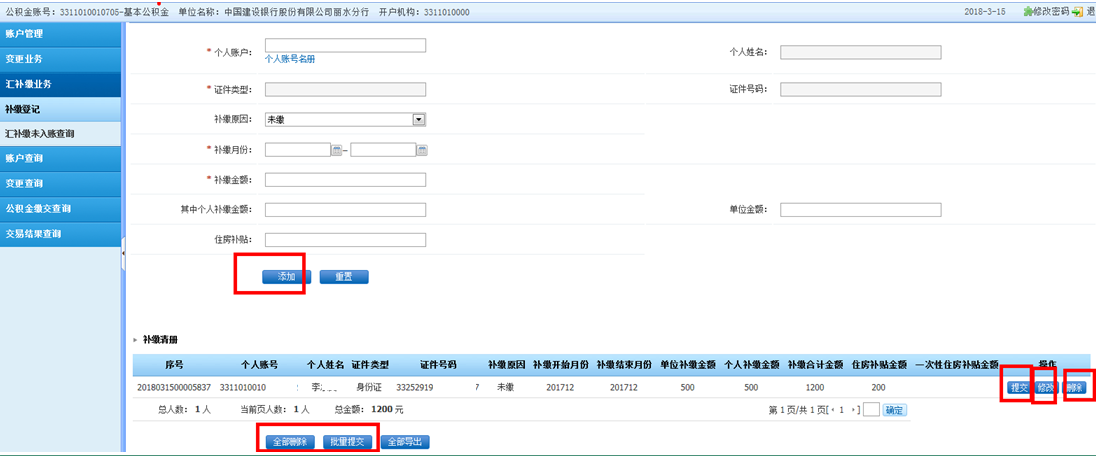 公积金账号: 3311010010705-基本公积金 单位名称: 中国建设银行股份有限公司丽水分行 开户机构: 3311010000 2018-3-15 修改密码 退
账户管理
变更业务
汇补缴业务
补缴登记
汇补缴未入账查询
账户查询
变更查询
公积金缴交查询
交易结果查询
* 个人账户: 个人姓名:
个人账号名册
* 证件类型: 证件号码:
补缴原因: 未缴
* 补缴月份: –
* 补缴金额:
其中个人补缴金额: 单位金额:
住房补贴:
添加 重置
补缴清册
序号 个人账号 个人姓名 证件类型 证件号码 补缴原因 补缴开始月份 补缴结束月份 单位补缴金额 个人补缴金额 补缴合计金额 住房补贴金额 一次性住房补贴金额 操作
2018031500005837 3311010010 李 身份证 33252919 7 未缴 201712 201712 500 500 1200 200 提交 修改 删除
总人数: 1 人 当前页人数: 1 人 总金额: 1200 元 第 1 页/共 1 页[ 1 ] 确定
全部删除 批量提交 全部导出